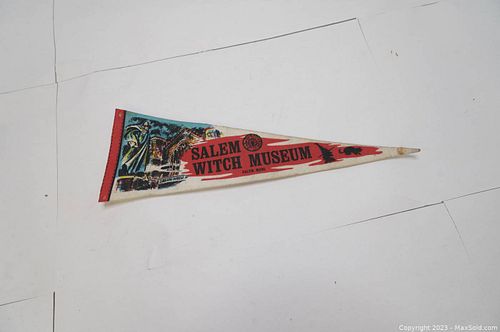 SALEM
WITCH MUSEUM
SALEM, MASS.
Copyright 2023 - MaxSold.com